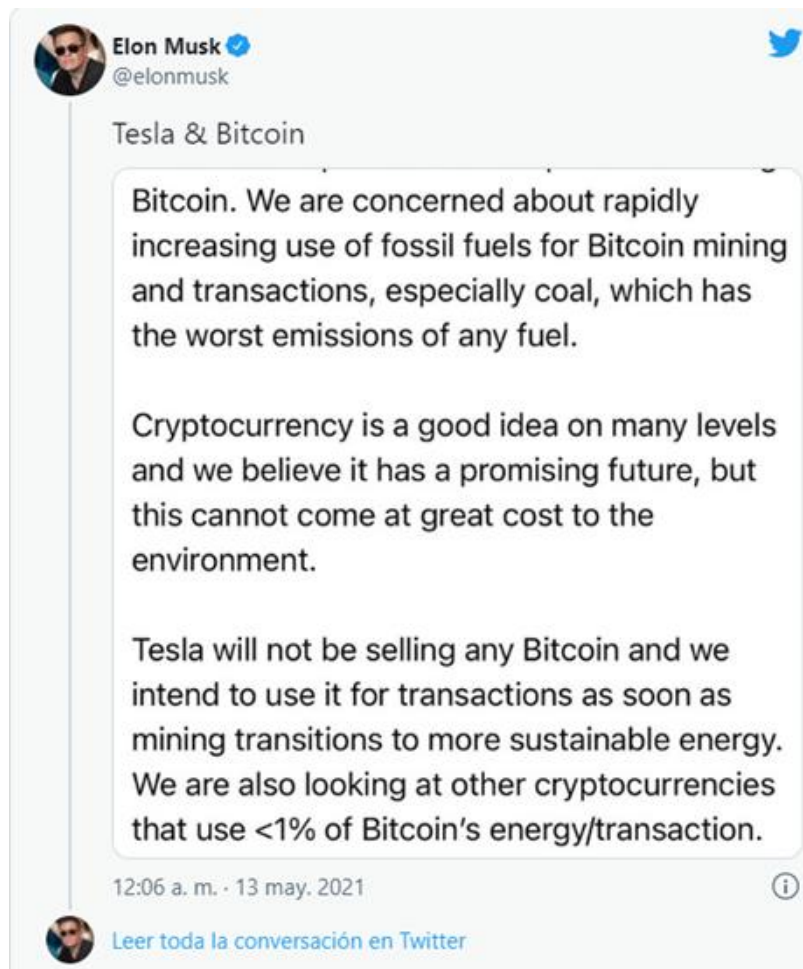 Elon Musk
@elonmusk
Tesla & Bitcoin
Bitcoin. We are concerned about rapidly
increasing use of fossil fuels for Bitcoin mining
and transactions, especially coal, which has
the worst emissions of any fuel.
Cryptocurrency is a good idea on many levels
and we believe it has a promising future, but
this cannot come at great cost to the
environment.
Tesla will not be selling any Bitcoin and we
intend to use it for transactions as soon as
mining transitions to more sustainable energy.
We are also looking at other cryptocurrencies
that use <1% of Bitcoin’s energy/transaction.
12:06 a. m. · 13 may. 2021
Leer toda la conversación en Twitter